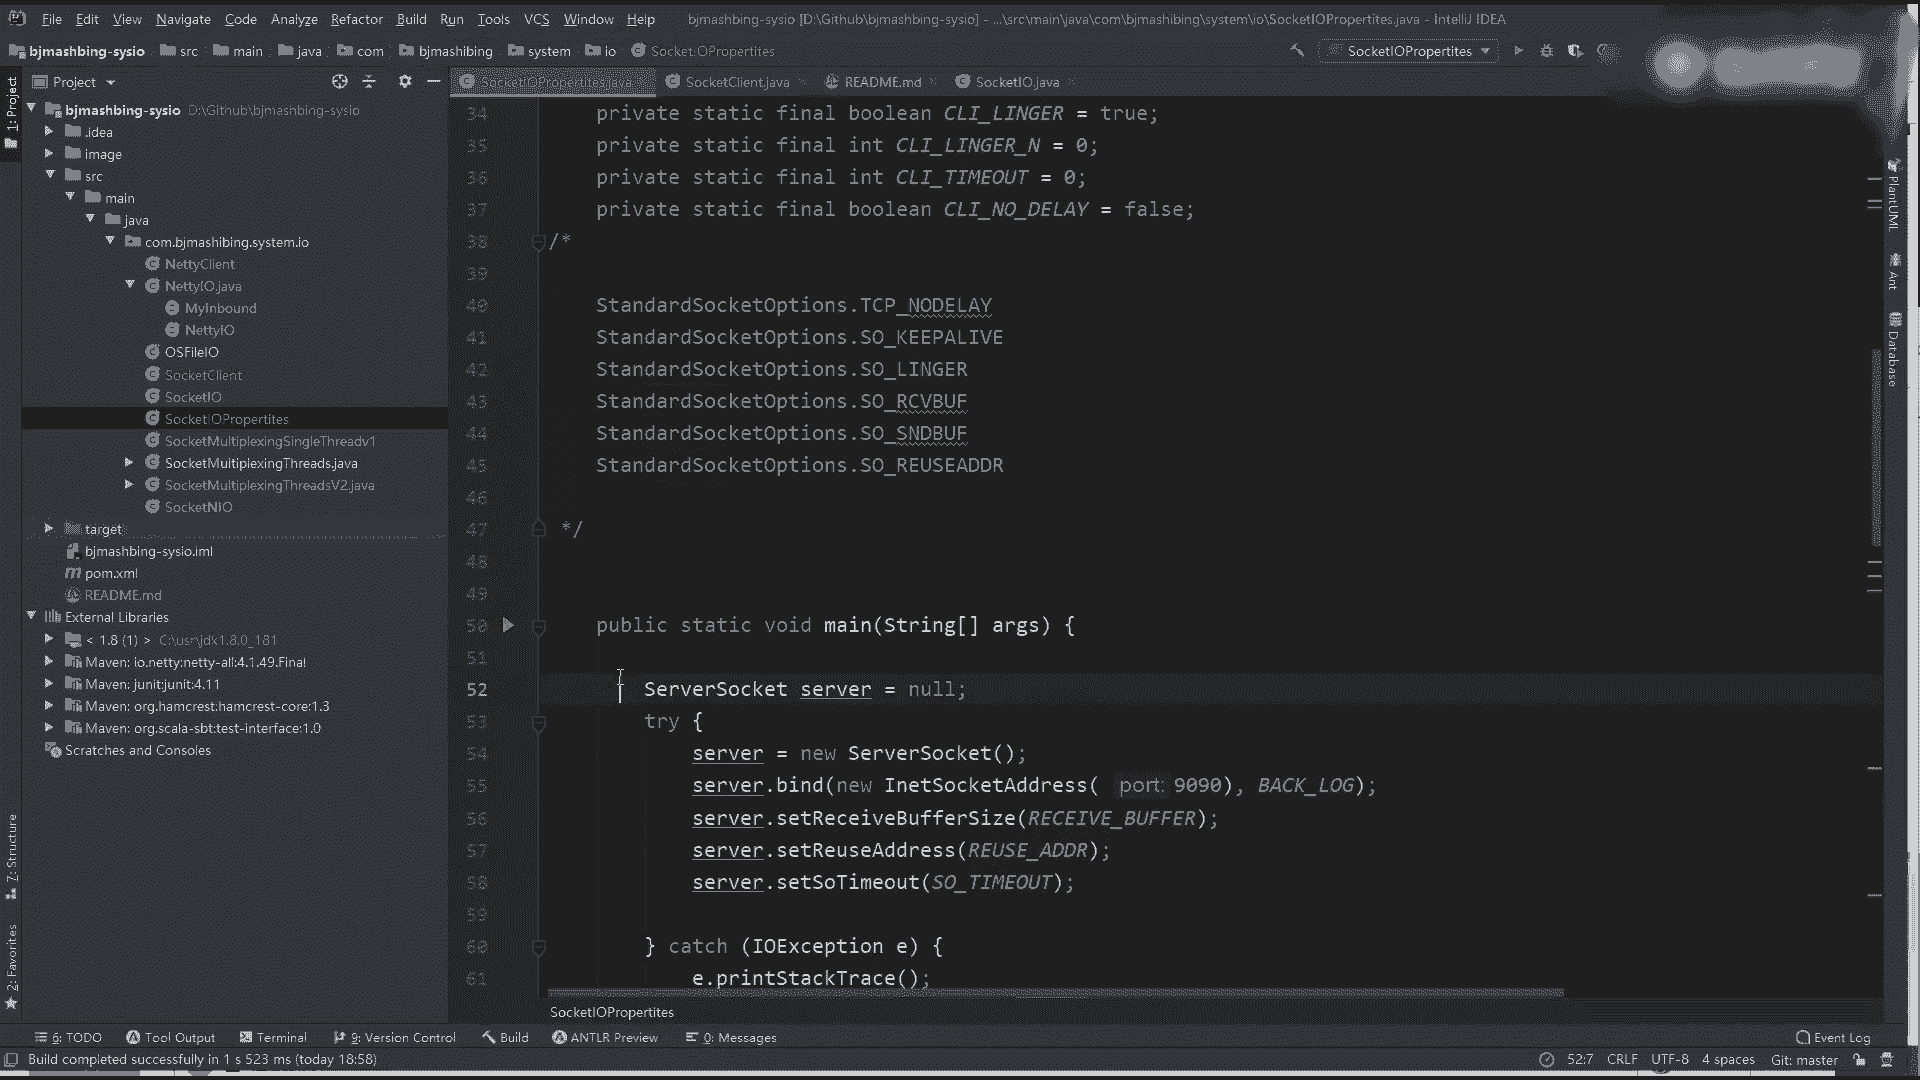 File Edit View Navigate Code Analyze Refactor Build Run Tools VCS Window Help bjmashbing-sysio [D:\Github\bjmashbing-sysio] - ...\src\main\java\com\bjmashibing\system\io\SocketIOPropertites.java - IntelliJ IDEA
bjmashbing-sysio src main java com bjmashibing system io SocketIOPropertites SocketIOPropertites
Project SocketIOPropertites.java SocketClient.java README.md SocketIO.java
1: Project
bjmashbing-sysio D:\Github\bjmashbing-sysio
.idea
image
src
main
java
com.bjmashibing.system.io
NettyClient
NettyIO.java
MyInbound
NettyIO
OSFileIO
SocketClient
SocketIO
SocketIOPropertites
SocketMultiplexingSingleThreadv1
SocketMultiplexingThreads.java
SocketMultiplexingThreadsV2.java
SocketNIO
target
bjmashbing-sysio.iml
pom.xml
README.md
External Libraries
< 1.8 (1) > C:\usr\jdk1.8.0_181
Maven: io.netty:netty-all:4.1.49.Final
Maven: junit:junit:4.11
Maven: org.hamcrest:hamcrest-core:1.3
Maven: org.scala-sbt:test-interface:1.0
Scratches and Consoles
7: Structure
2: Favorites
34 private static final boolean CLI_LINGER = true;
35 private static final int CLI_LINGER_N = 0;
36 private static final int CLI_TIMEOUT = 0;
37 private static final boolean CLI_NO_DELAY = false;
38 /*
39
40 StandardSocketOptions.TCP_NODELAY
41 StandardSocketOptions.SO_KEEPALIVE
42 StandardSocketOptions.SO_LINGER
43 StandardSocketOptions.SO_RCVBUF
44 StandardSocketOptions.SO_SNDBUF
45 StandardSocketOptions.SO_REUSEADDR
46
47 */
48
49
50 public static void main(String[] args) {
51
52 ServerSocket server = null;
53 try {
54 server = new ServerSocket();
55 server.bind(new InetSocketAddress( port: 9090), BACK_LOG);
56 server.setReceiveBufferSize(RECEIVE_BUFFER);
57 server.setReuseAddress(REUSE_ADDR);
58 server.setSoTimeout(SO_TIMEOUT);
59
60 } catch (IOException e) {
61 e.printStackTrace();
SocketIOPropertites
PlantUML
Ant
Database
6: TODO Tool Output Terminal 9: Version Control Build ANTLR Preview 0: Messages Event Log
Build completed successfully in 1 s 523 ms (today 18:58) 52:7 CRLF UTF-8 4 spaces Git: master